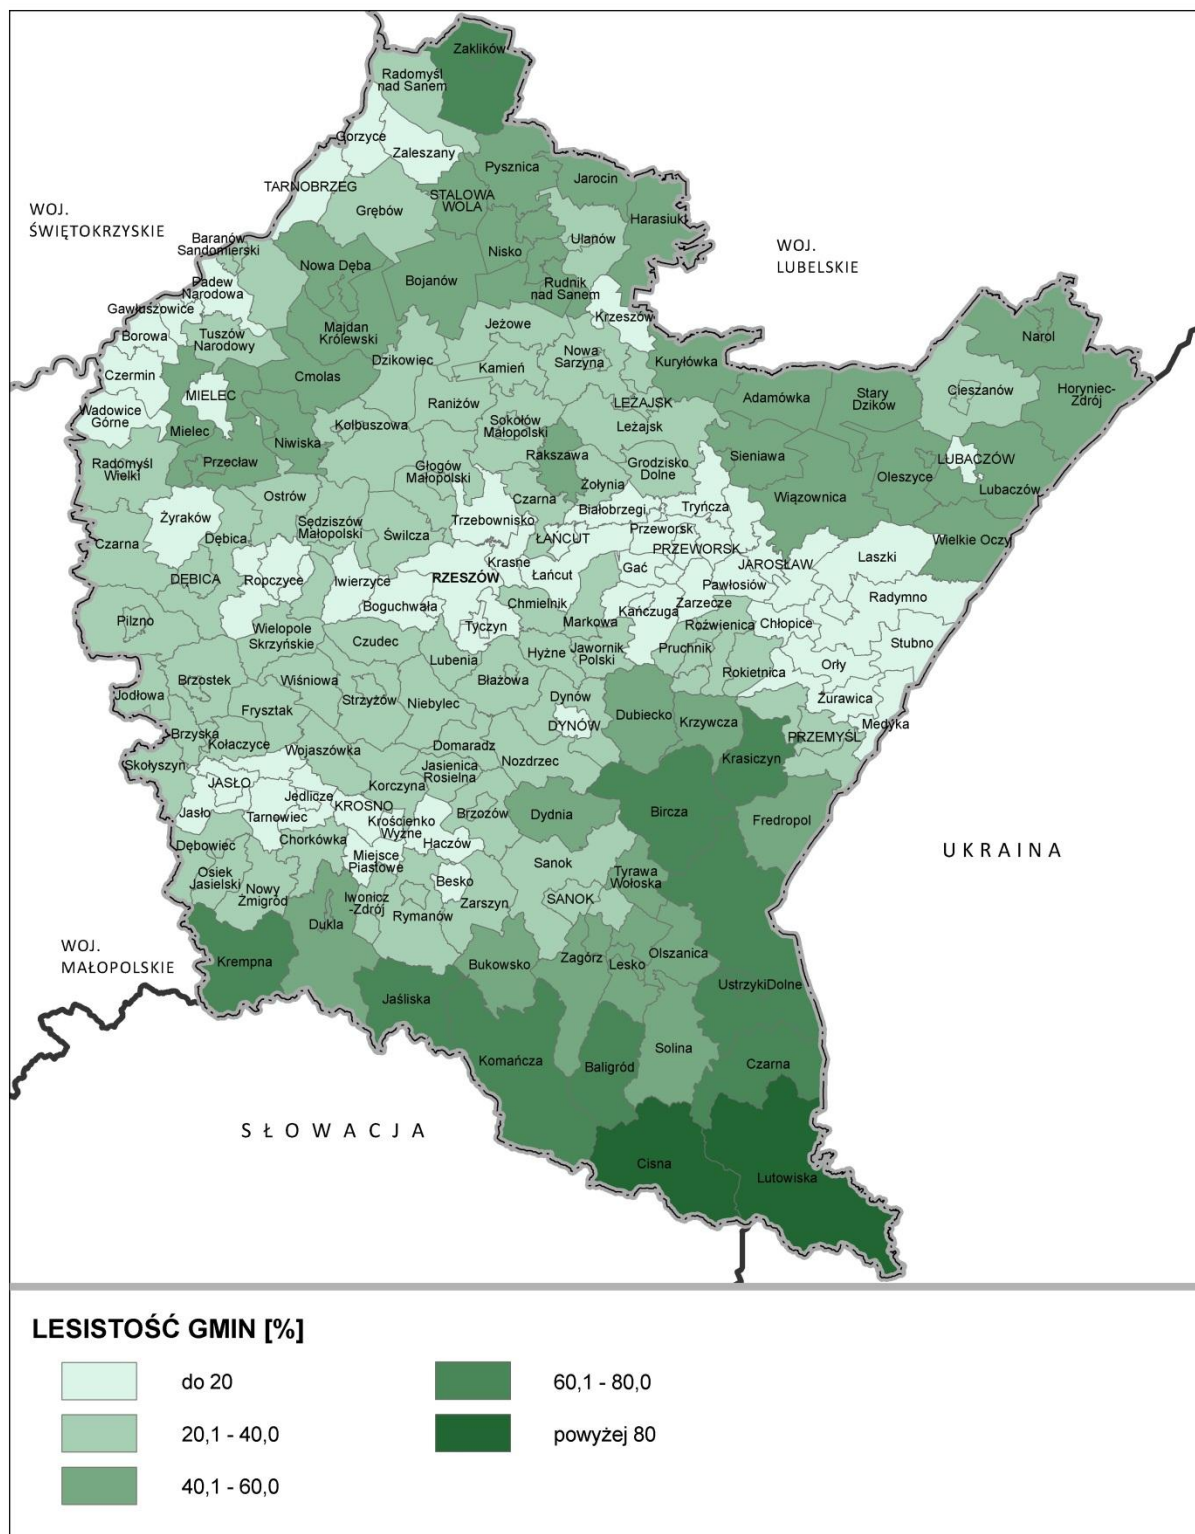 Zaklików
Radomyśl
nad Sanem
Gorzyce
Zaleszany
Pysznica
Jarocin
TARNOBRZEG
STALOWA
WOLA
WOJ.
ŚWIĘTOKRZYSKIE
Grębów
Harasiuki
Ulanów
Baranów
Sandomierski
WOJ.
LUBELSKIE
Nowa Dęba
Nisko
Bojanów
Padew
Narodowa
Rudnik
nad Sanem
Gawłuszowice
Krzeszów
Borowa
Tuszów
Narodowy
Majdan
Królewski
Jeżowe
Narol
Dzikowiec
Nowa
Sarzyna
Kuryłówka
Czermin
Cmolas
Kamień
Cieszanów
Horyniec-
Zdrój
MIELEC
Adamówka
Stary
Dzików
Wadowice
Górne
Raniżów
LEŻAJSK
Kolbuszowa
Sokołów
Małopolski
Leżajsk
Mielec
Niwiska
Radomyśl
Wielki
Przecław
Głogów
Małopolski
Rakszawa
Grodzisko
Dolne
Sieniawa
LUBACZÓW
Oleszyce
Żołynia
Lubaczów
Ostrów
Czarna
Wiązownica
Żyraków
Sędziszów
Małopolski
Trzebownisko
Białobrzegi
Tryńcza
Czarna
Dębica
Świlcza
ŁAŃCUT
Przeworsk
Wielkie Oczy
PRZEWORSK
Krasne
JAROSŁAW
Laszki
DĘBICA
Ropczyce
Iwierzyce
RZESZÓW
Łańcut
Gać
Pawłosiów
Radymno
Boguchwała
Chmielnik
Kańczuga
Zarzecze
Pilzno
Tyczyn
Markowa
Roźwienica
Chłopice
Wielopole
Skrzyńskie
Czudec
Stubno
Hyżne
Jawornik
Polski
Pruchnik
Lubenia
Orły
Rokietnica
Brzostek
Wiśniowa
Błażowa
Jodłowa
Strzyżów
Niebylec
Dynów
Żurawica
Frysztak
Dubiecko
Krzywcza
DYNÓW
Medyka
Brzyska
PRZEMYŚL
Kołaczyce
Wojaszówka
Domaradz
Skołyszyn
Jasienica
Rosielna
Nozdrzec
Krasiczyn
JASŁO
Korczyna
Jedlicze
KROSNO
Jasło
Tarnowiec
Krościenko
Wyżne
Brzozów
Dydnia
Bircza
Fredropol
Chorkówka
Haczów
Dębowiec
Miejsce
Piastowe
UKRAINA
Sanok
Osiek
Jasielski
Tyrawa
Wołoska
Besko
Nowy
Żmigród
Iwonicz
-Zdrój
SANOK
Zarszyn
Dukla
Rymanów
WOJ.
MAŁOPOLSKIE
Krempna
Zagórz
Olszanica
Bukowsko
Lesko
UstrzykiDolne
Jaśliska
Solina
Komańcza
Baligród
Czarna
SŁOWACJA
Cisna
Lutowiska
LESISTOŚĆ GMIN [%]
do 20
60,1 - 80,0
20,1 - 40,0
powyżej 80
40,1 - 60,0